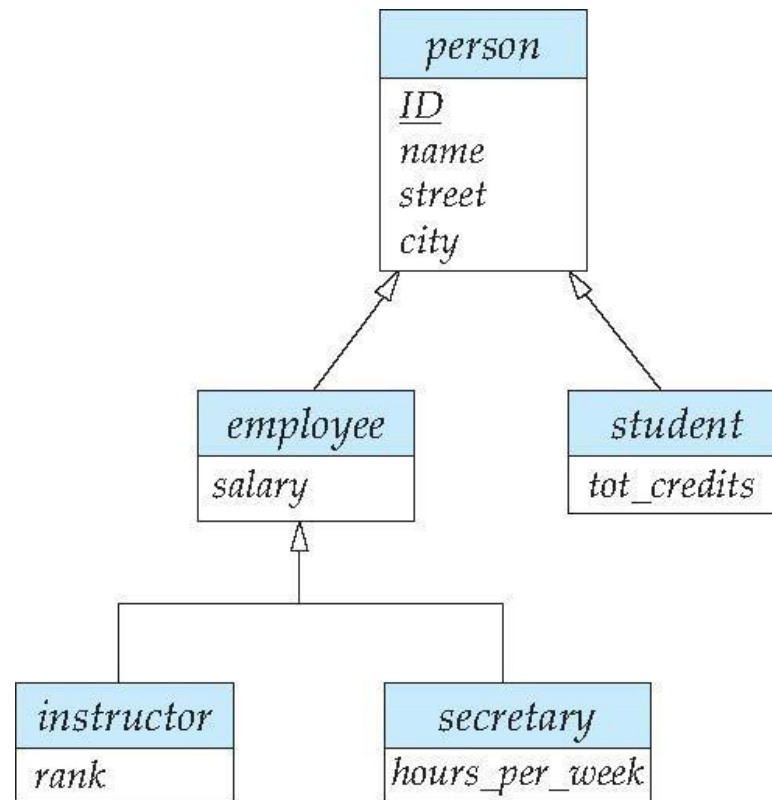 person
ID
name
street
city
employee
salary
student
tot_credits
instructor
rank
secretary
hours_per_week